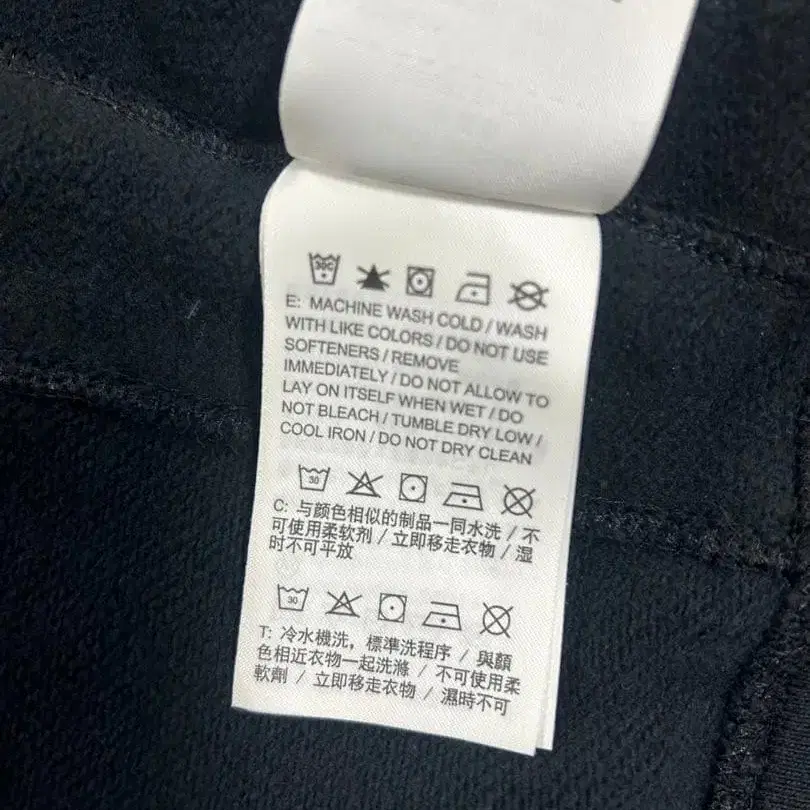 30C
E: MACHINE WASH COLD / WASH
WITH LIKE COLORS / DO NOT USE
SOFTENERS / REMOVE
IMMEDIATELY / DO NOT ALLOW TO
LAY ON ITSELF WHEN WET / DO
NOT BLEACH / TUMBLE DRY LOW /
COOL IRON / DO NOT DRY CLEAN
30
C: 与颜色相似的制品一同水洗 / 不
可使用柔软剂 / 立即移走衣物 / 湿
时不可平放
30
T: 冷水機洗，標準洗程序 / 與顏
色相近衣物一起洗滌 / 不可使用柔
軟劑 / 立即移走衣物 / 濕時不可